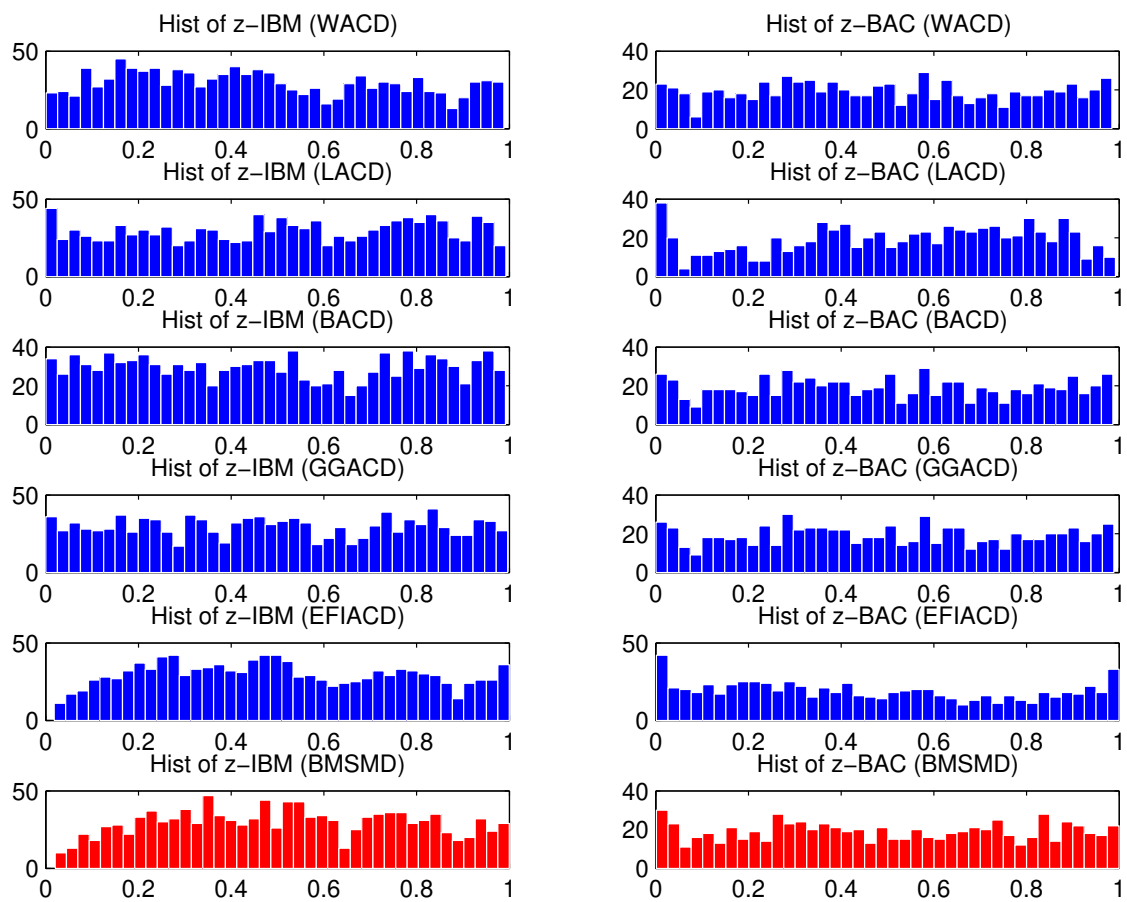 Hist of z−IBM (WACD)
50
0
0 0.2 0.4 0.6 0.8 1
Hist of z−BAC (WACD)
40
20
0
0 0.2 0.4 0.6 0.8 1
Hist of z−IBM (LACD)
50
0
0 0.2 0.4 0.6 0.8 1
Hist of z−BAC (LACD)
40
20
0
0 0.2 0.4 0.6 0.8 1
Hist of z−IBM (BACD)
40
20
0
0 0.2 0.4 0.6 0.8 1
Hist of z−BAC (BACD)
40
20
0
0 0.2 0.4 0.6 0.8 1
Hist of z−IBM (GGACD)
50
0
0 0.2 0.4 0.6 0.8 1
Hist of z−BAC (GGACD)
40
20
0
0 0.2 0.4 0.6 0.8 1
Hist of z−IBM (EFIACD)
50
0
0 0.2 0.4 0.6 0.8 1
Hist of z−BAC (EFIACD)
50
0
0 0.2 0.4 0.6 0.8 1
Hist of z−IBM (BMSMD)
50
0
0 0.2 0.4 0.6 0.8 1
Hist of z−BAC (BMSMD)
40
20
0
0 0.2 0.4 0.6 0.8 1